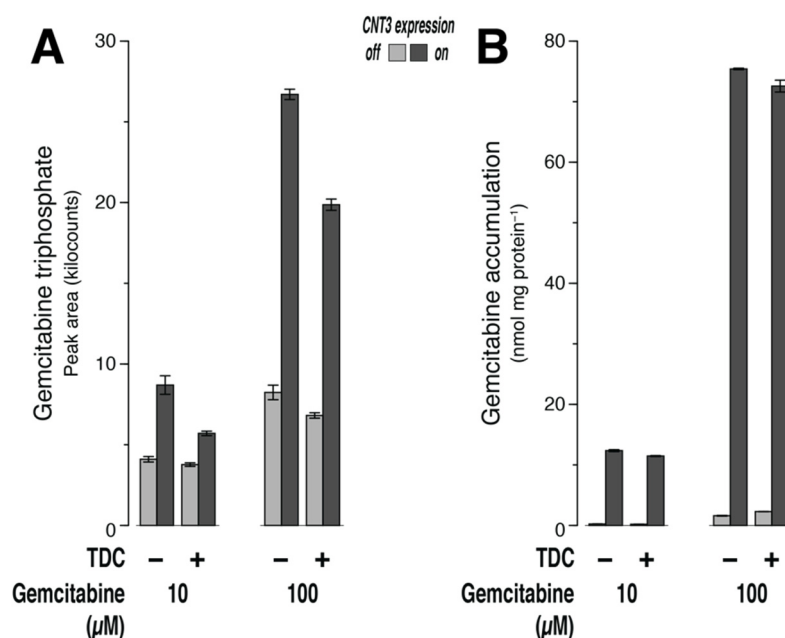 A
CNT3 expression
off on
B
Gemcitabine triphosphate
Peak area (kilocounts)
30
20
10
0
Gemcitabine accumulation
(nmol mg protein⁻¹)
80
60
40
20
0
TDC − + − +
Gemcitabine 10 100
(µM)
TDC − + − +
Gemcitabine 10 100
(µM)